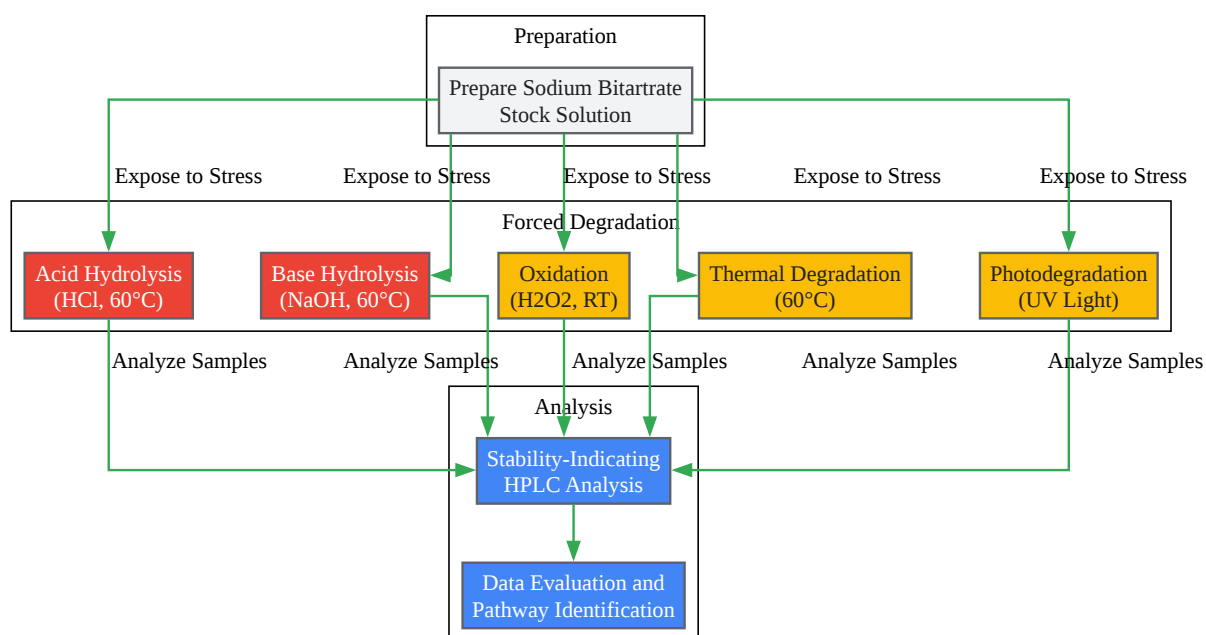 Preparation
Prepare Sodium Bitartrate
Stock Solution
Expose to Stress
Expose to Stress
Expose to Stress
Expose to Stress
Expose to Stress
Forced Degradation
Acid Hydrolysis
(HCl, 60°C)
Base Hydrolysis
(NaOH, 60°C)
Oxidation
(H2O2, RT)
Thermal Degradation
(60°C)
Photodegradation
(UV Light)
Analyze Samples
Analyze Samples
Analyze Samples
Analyze Samples
Analyze Samples
Analysis
Stability-Indicating
HPLC Analysis
Data Evaluation and
Pathway Identification